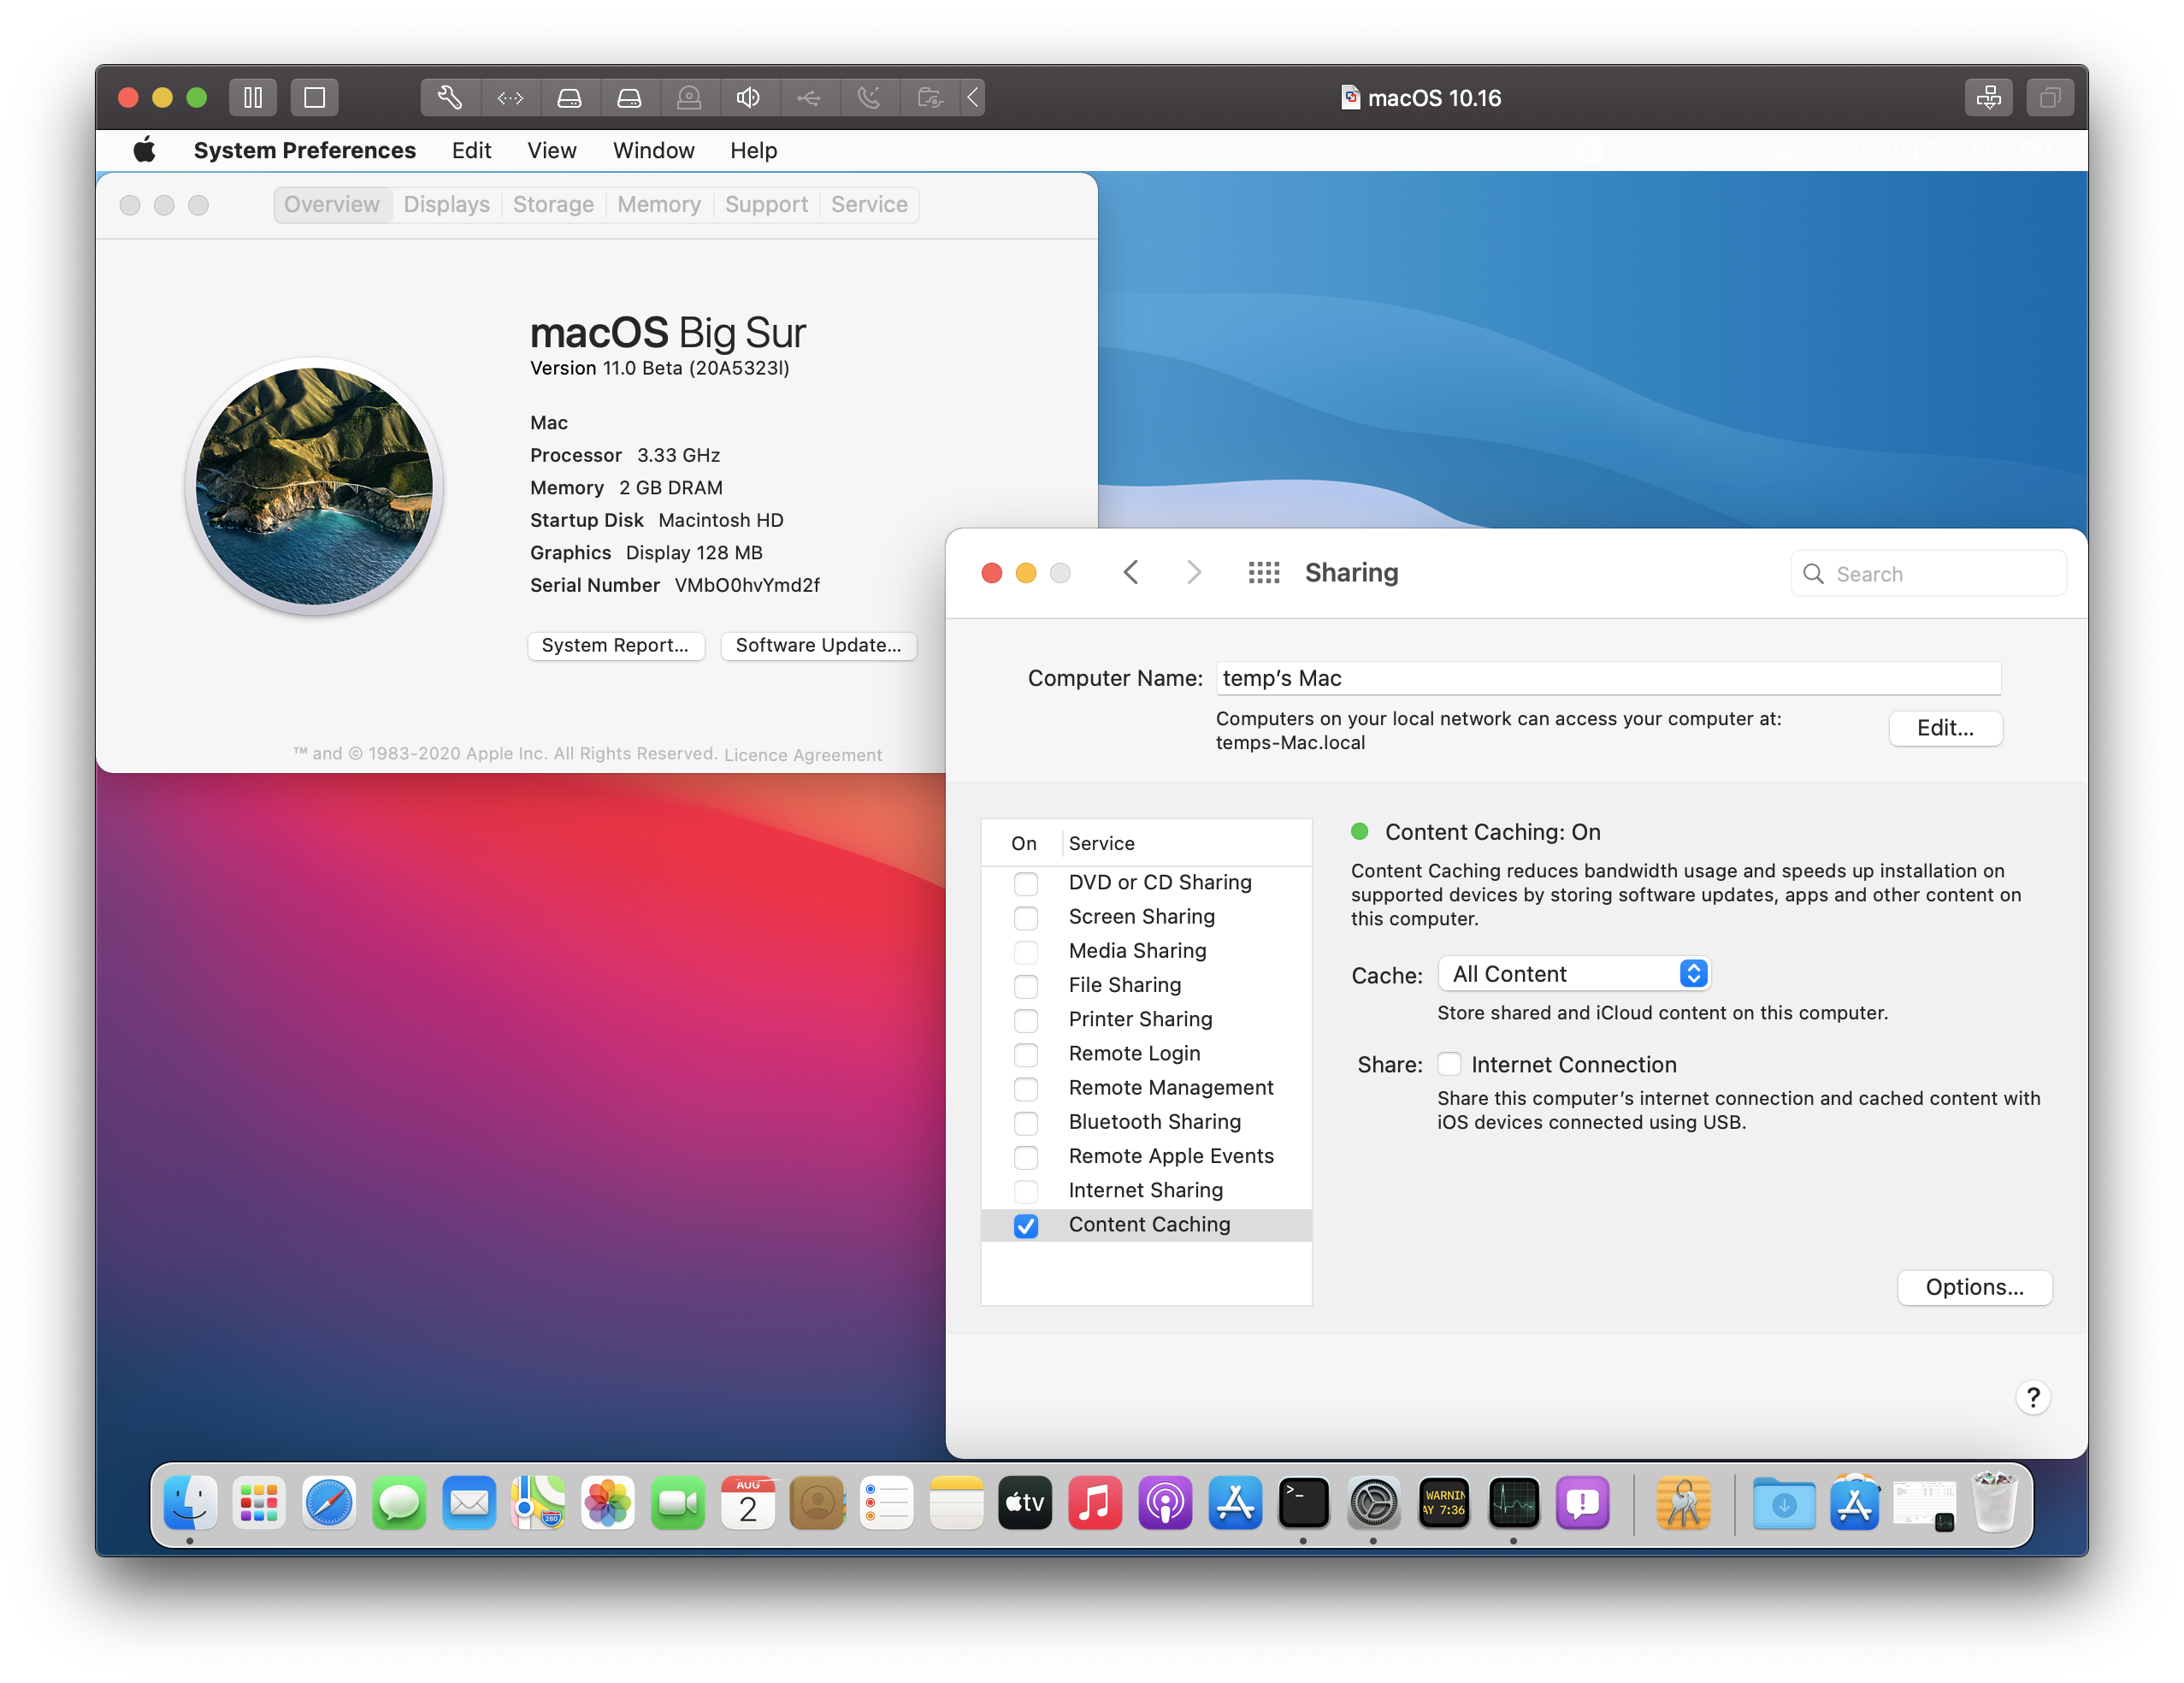 macOS 10.16
System Preferences Edit View Window Help
Overview Displays Storage Memory Support Service
macOS Big Sur
Version 11.0 Beta (20A5323l)
Mac
Processor 3.33 GHz
Memory 2 GB DRAM
Startup Disk Macintosh HD
Graphics Display 128 MB
Serial Number VMbO0hvYmd2f
System Report... Software Update...
™ and © 1983-2020 Apple Inc. All Rights Reserved. Licence Agreement
Sharing
Search
Computer Name: temp’s Mac
Computers on your local network can access your computer at:
temps-Mac.local
Edit...
On Service
DVD or CD Sharing
Screen Sharing
Media Sharing
File Sharing
Printer Sharing
Remote Login
Remote Management
Bluetooth Sharing
Remote Apple Events
Internet Sharing
Content Caching
Content Caching: On
Content Caching reduces bandwidth usage and speeds up installation on
supported devices by storing software updates, apps and other content on
this computer.
Cache: All Content
Store shared and iCloud content on this computer.
Share: Internet Connection
Share this computer’s internet connection and cached content with
iOS devices connected using USB.
Options...
?
280
AUG
2
tv
>_
WARNIN
AY 7:36